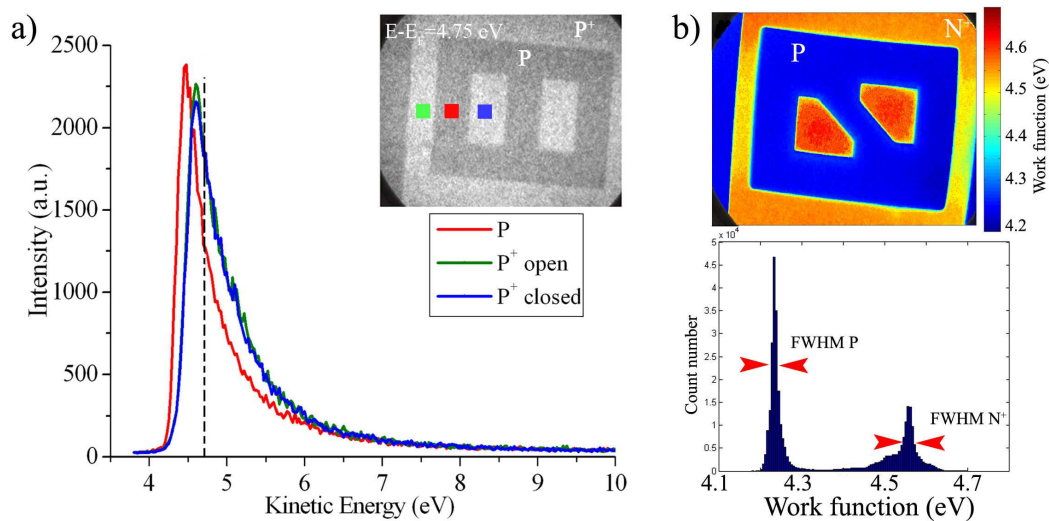 a)
2500
2000
1500
1000
500
0
Intensity (a.u.)
4
5
6
7
8
9
10
Kinetic Energy (eV)
E-E_F=4.75 eV
P⁺
P
P
P⁺ open
P⁺ closed
b)
P
N⁺
4.6
4.5
4.4
4.3
4.2
Work function (eV)
x 10⁴
5
4.5
4
3.5
3
2.5
2
1.5
1
0.5
0
Count number
FWHM P
FWHM N⁺
4.1
4.3
4.5
4.7
Work function (eV)